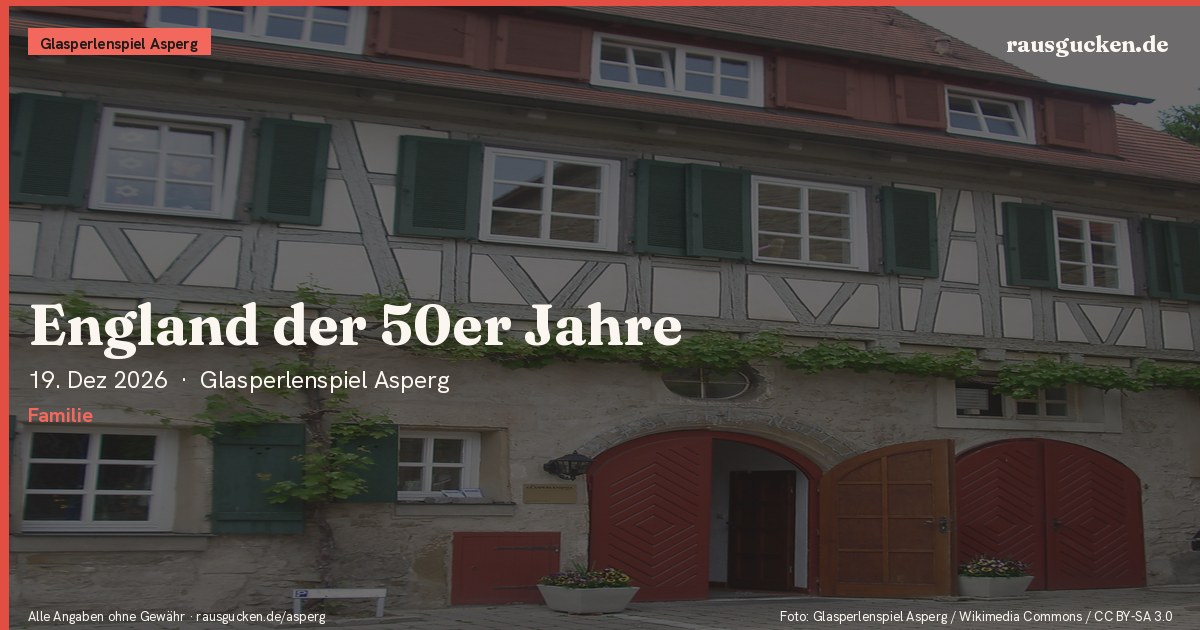 Glasperlenspiel Asperg
rausgucken.de
England der 50er Jahre
19. Dez 2026 · Glasperlenspiel Asperg
Familie
Alle Angaben ohne Gewähr · rausgucken.de/asperg
Foto: Glasperlenspiel Asperg / Wikimedia Commons / CC BY-SA 3.0